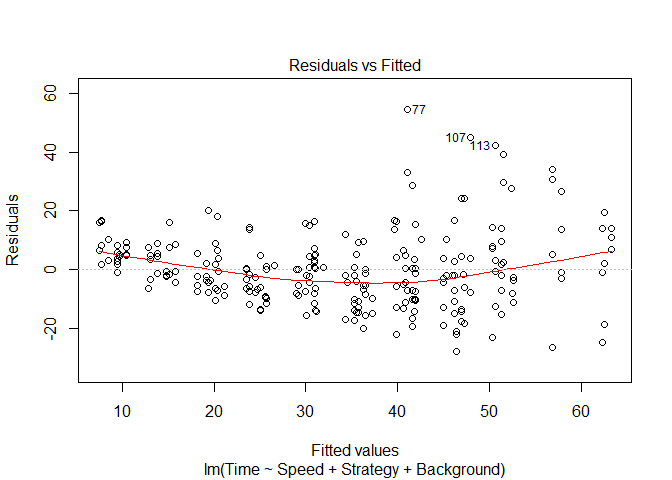 Residuals vs Fitted
60
40
20
0
-20
Residuals
77
107
113
10 20 30 40 50 60
Fitted values
lm(Time ~ Speed + Strategy + Background)